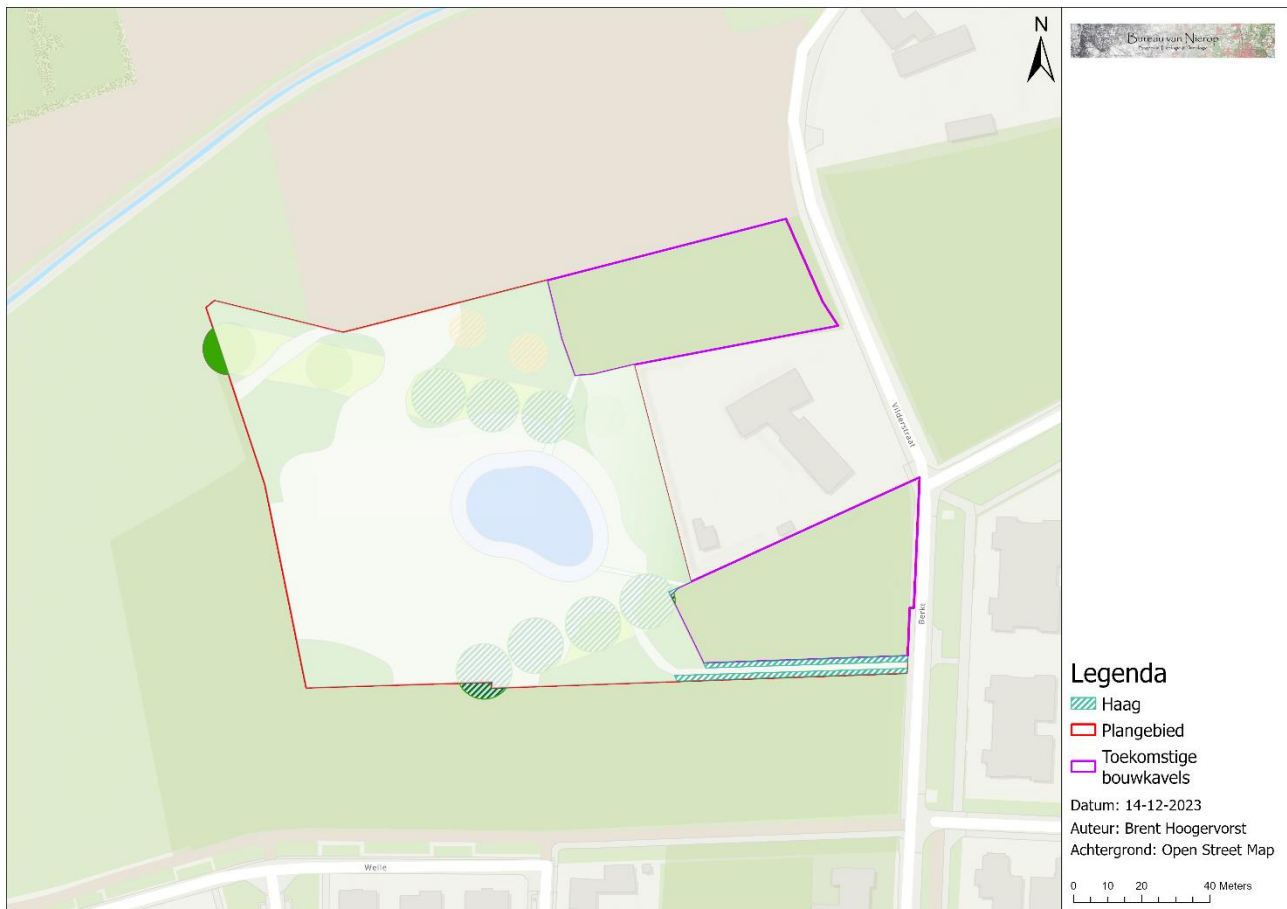 N
Bureau van Nierop
Vilderstraat
Berkt
Welle
Legenda
Haag
Plangebied
Toekomstige
bouwkavels
Datum: 14-12-2023
Auteur: Brent Hoogervorst
Achtergrond: Open Street Map
0 10 20 40 Meters